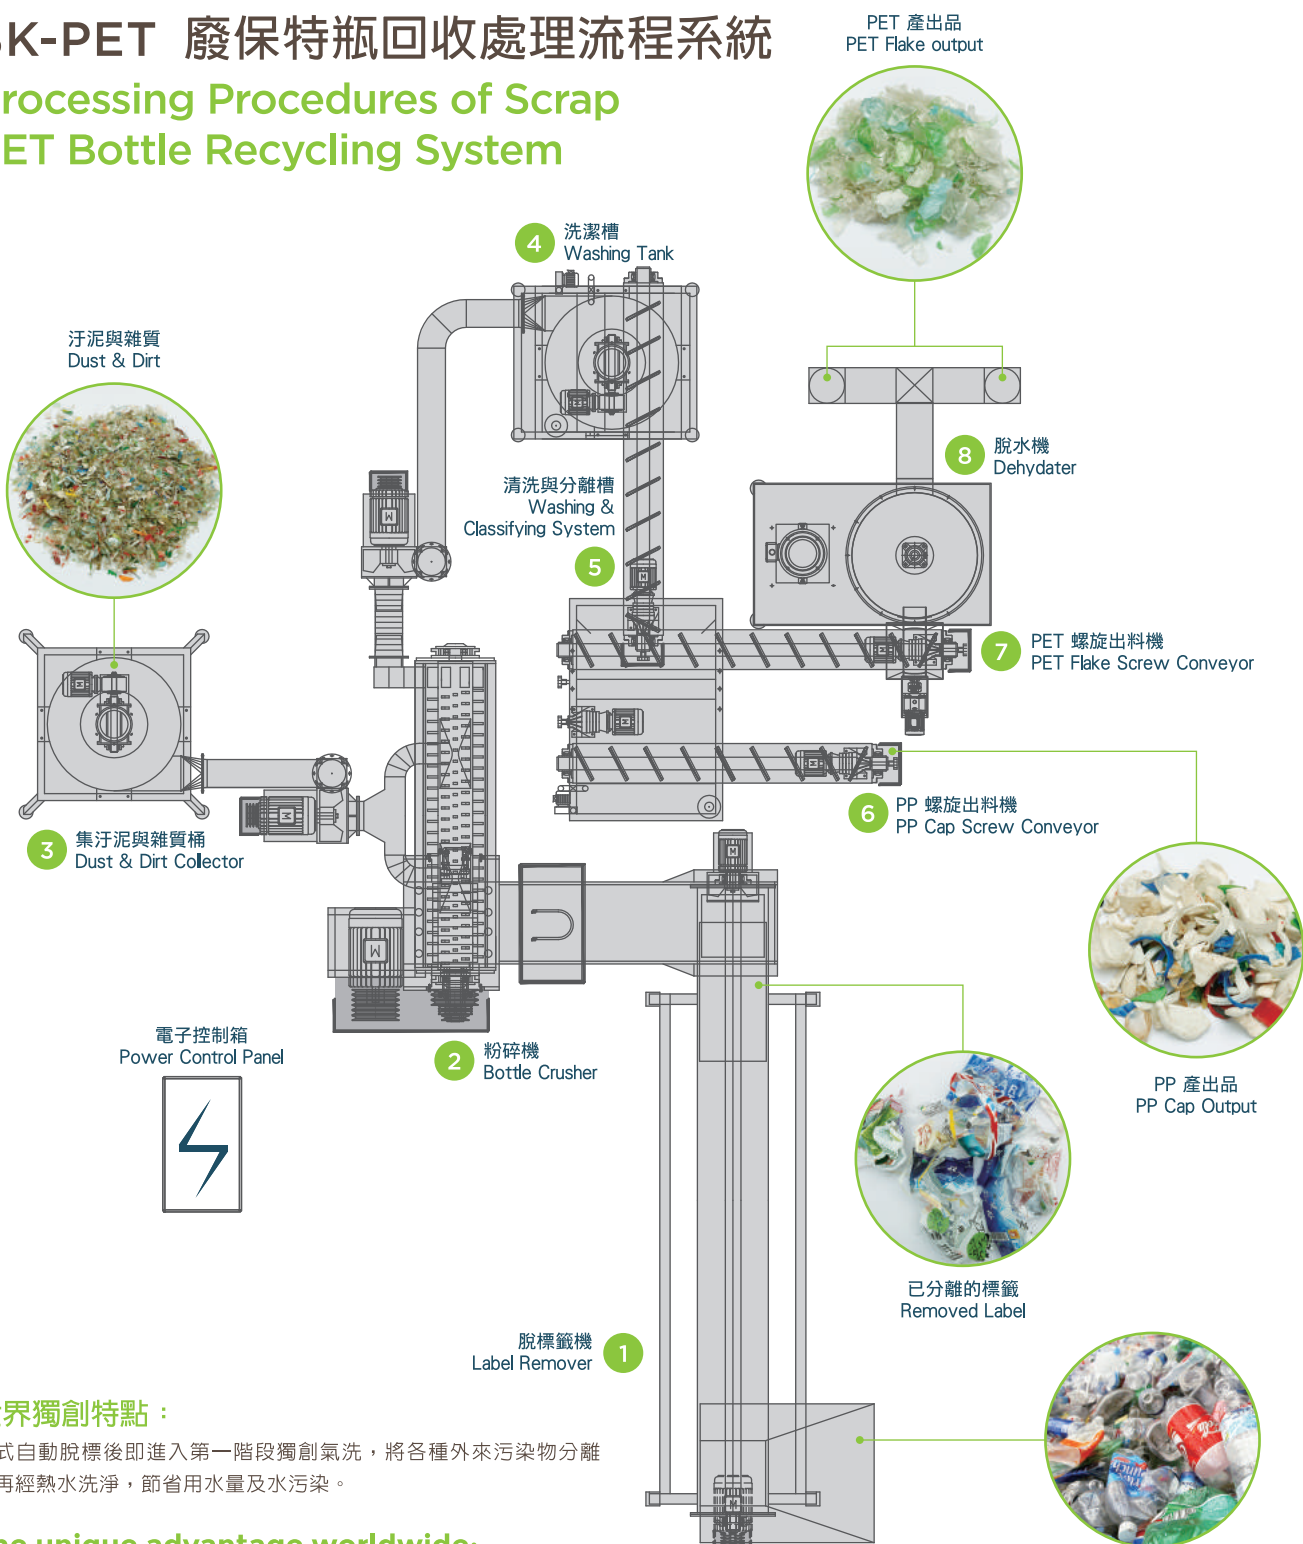 K-PET 廢保特瓶回收處理流程系統
rocessing Procedures of Scrap
ET Bottle Recycling System
PET 產出品
PET Flake output
4
洗潔槽
Washing Tank
汙泥與雜質
Dust & Dirt
8
脫水機
Dehydater
清洗與分離槽
Washing &
Classifying System
5
7
PET 螺旋出料機
PET Flake Screw Conveyor
6
PP 螺旋出料機
PP Cap Screw Conveyor
3
集汙泥與雜質桶
Dust & Dirt Collector
電子控制箱
Power Control Panel
2
粉碎機
Bottle Crusher
PP 產出品
PP Cap Output
已分離的標籤
Removed Label
脫標籤機
Label Remover
1
界獨創特點：
式自動脫標後即進入第一階段獨創氣洗，將各種外來污染物分離
再經熱水洗淨，節省用水量及水污染。
ne unique advantage worldwide: